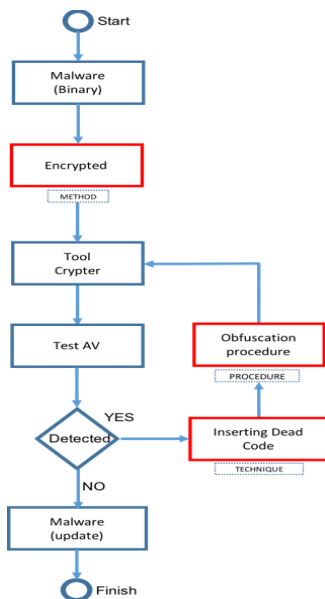 Start
Malware
(Binary)
Encrypted
METHOD
Tool
Crypter
Test AV
Detected
YES
NO
Inserting Dead
Code
TECHNIQUE
Obfuscation
procedure
PROCEDURE
Malware
(update)
Finish